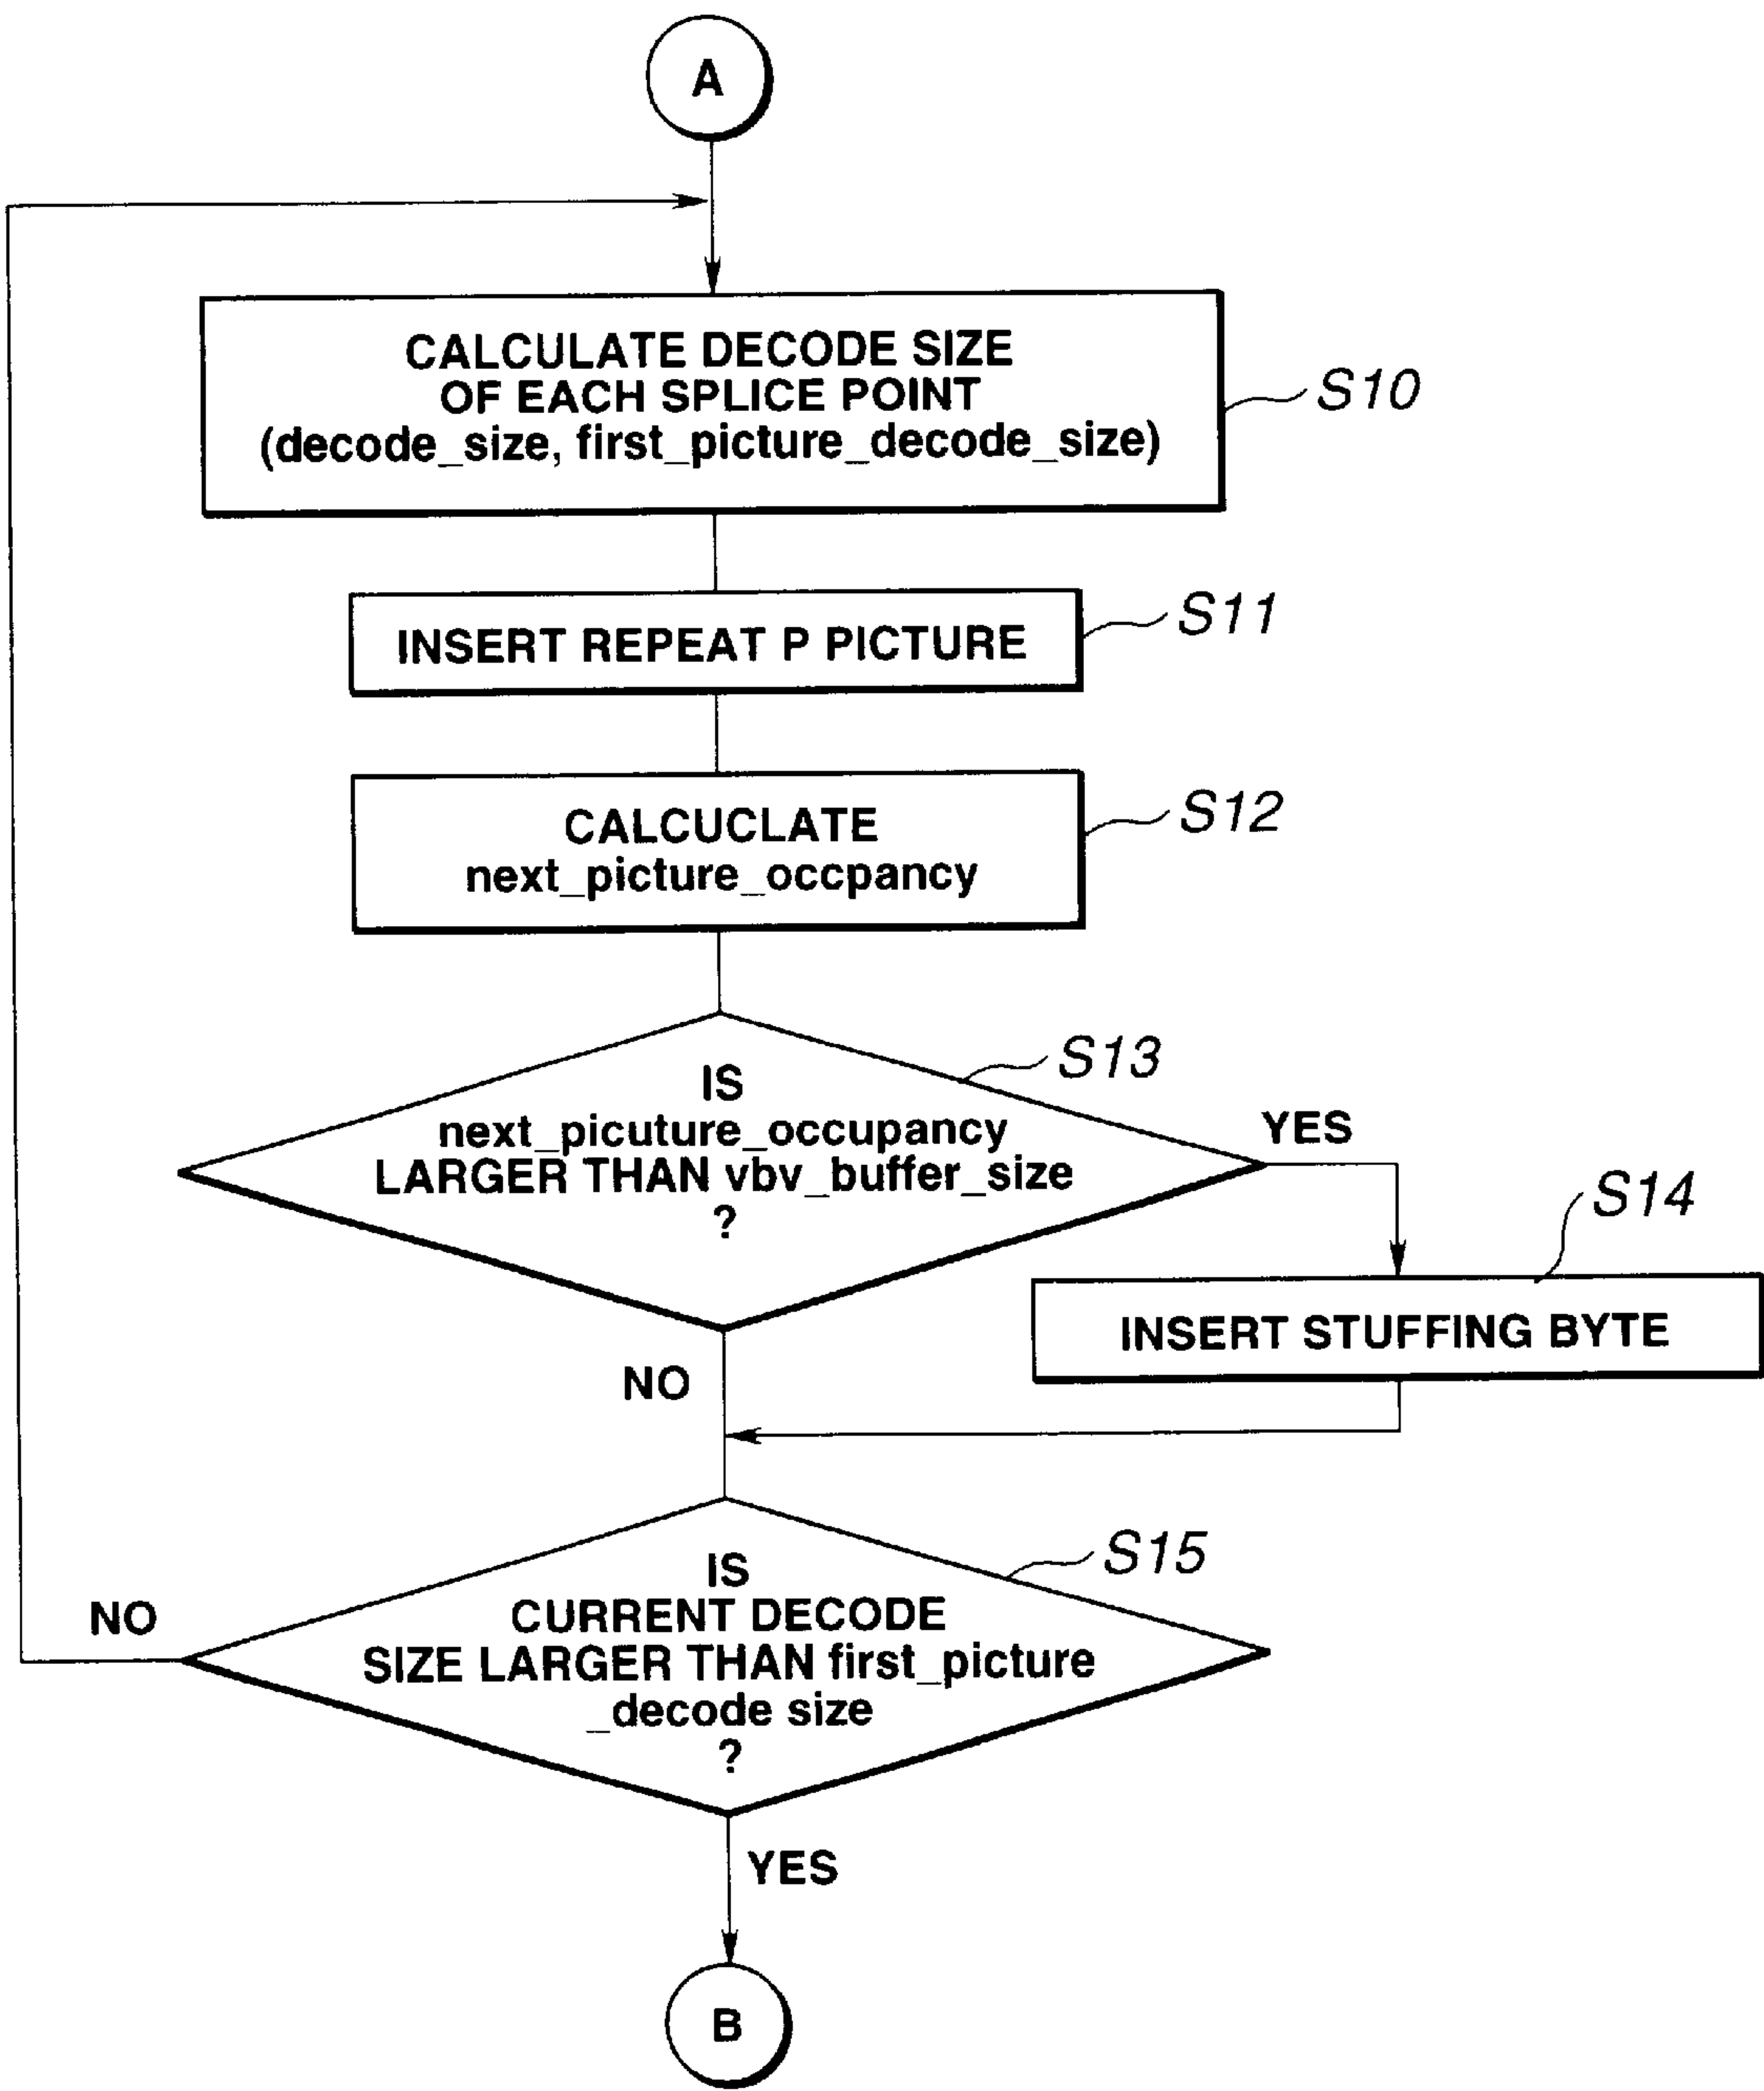 A
CALCULATE DECODE SIZE
OF EACH SPLICE POINT
(decode_size, first_picture_decode_size)
S10
INSERT REPEAT P PICTURE
S11
CALCUCLATE
next_picture_occpancy
S12
IS
next_picuture_occupancy
LARGER THAN vbv_buffer_size
?
S13
YES
S14
INSERT STUFFING BYTE
NO
IS
CURRENT DECODE
SIZE LARGER THAN first_picture
_decode size
?
S15
NO
YES
B